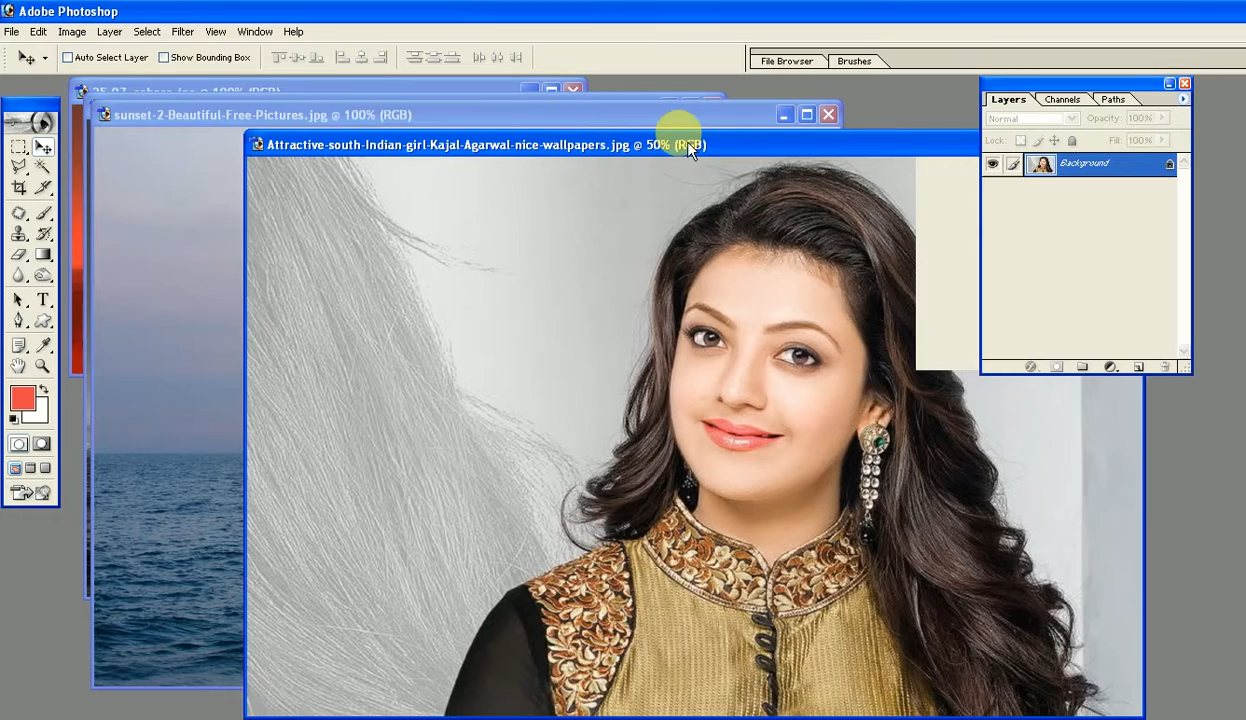 Adobe Photoshop
File Edit Image Layer Select Filter View Window Help
Auto Select Layer Show Bounding Box File Browser Brushes
@ 100% (RGB)
sunset-2-Beautiful-Free-Pictures.jpg @ 100% (RGB)
Attractive-south-Indian-girl-Kajal-Agarwal-nice-wallpapers.jpg @ 50% (RGB)
Layers Channels Paths
Normal Opacity: 100%
Lock: Fill: 100%
Background
T